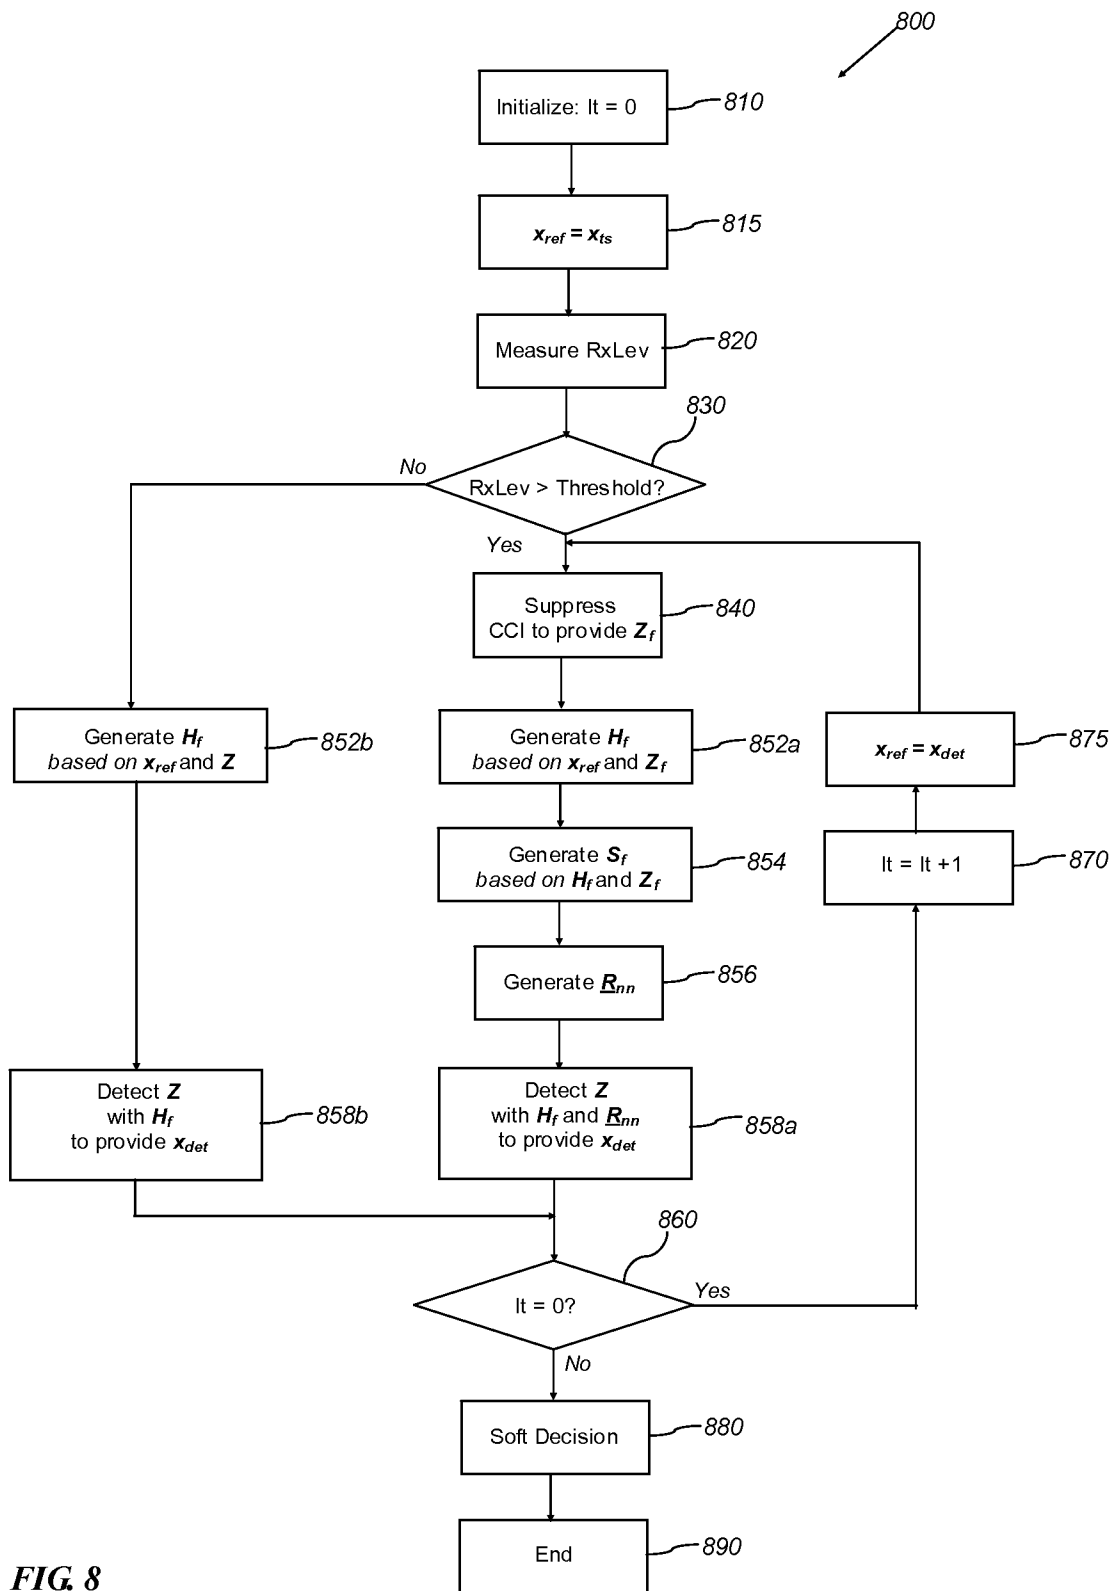 800
Initialize: It = 0
810
x_ref = x_ts
815
Measure RxLev
820
830
No
RxLev > Threshold?
Yes
Suppress
CCI to provide Z_f
840
Generate H_f
based on x_ref and Z
852b
Generate H_f
based on x_ref and Z_f
852a
x_ref = x_det
875
Generate S_f
based on H_f and Z_f
854
It = It +1
870
Generate R_nn
856
Detect Z
with H_f
to provide x_det
858b
Detect Z
with H_f and R_nn
to provide x_det
858a
860
It = 0?
Yes
No
Soft Decision
880
End
890
FIG. 8